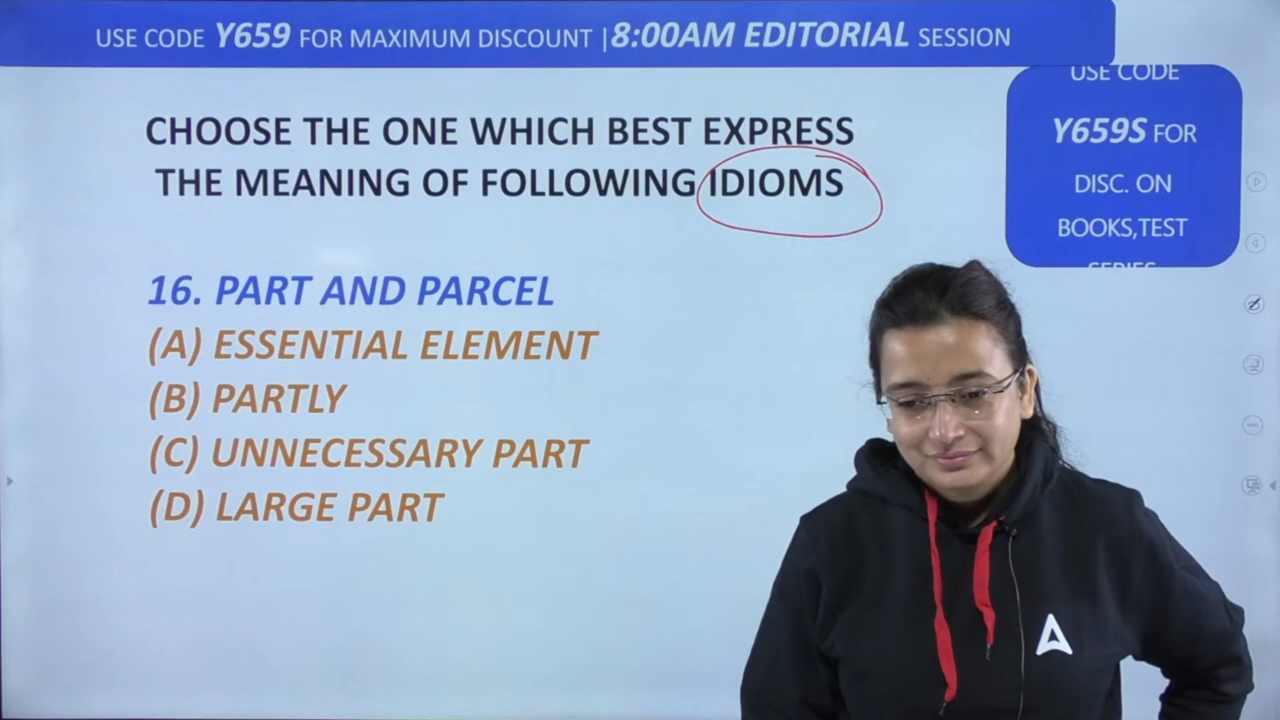 USE CODE Y659 FOR MAXIMUM DISCOUNT |8:00AM EDITORIAL SESSION
USE CODE
Y659S FOR
DISC. ON
BOOKS,TEST
SERIES
CHOOSE THE ONE WHICH BEST EXPRESS
THE MEANING OF FOLLOWING IDIOMS
16. PART AND PARCEL
(A) ESSENTIAL ELEMENT
(B) PARTLY
(C) UNNECESSARY PART
(D) LARGE PART